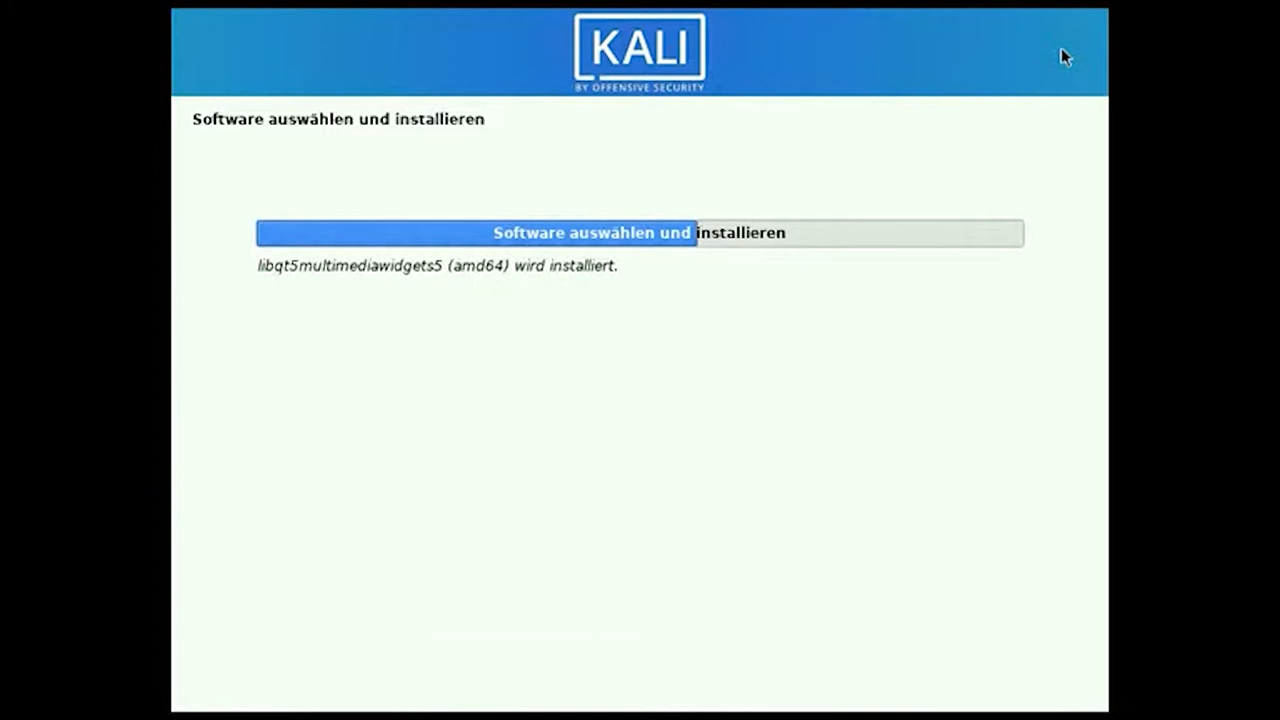 KALI
BY OFFENSIVE SECURITY
Software auswählen und installieren
Software auswählen und installieren
libqt5multimediawidgets5 (amd64) wird installiert.